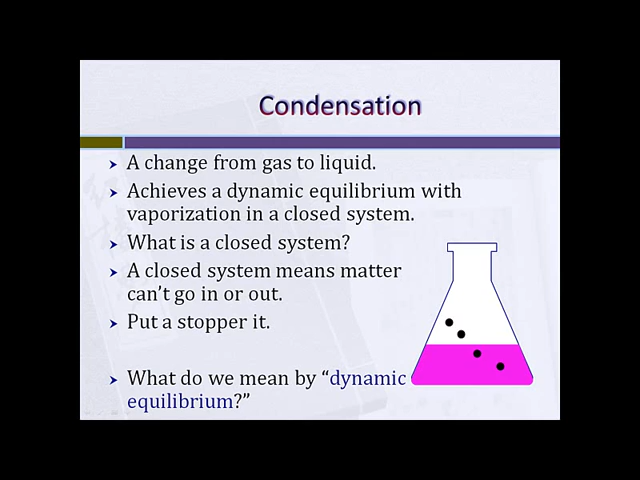 Condensation
A change from gas to liquid.
Achieves a dynamic equilibrium with
vaporization in a closed system.
What is a closed system?
A closed system means matter
can't go in or out.
Put a stopper it.
What do we mean by “dynamic
equilibrium?”